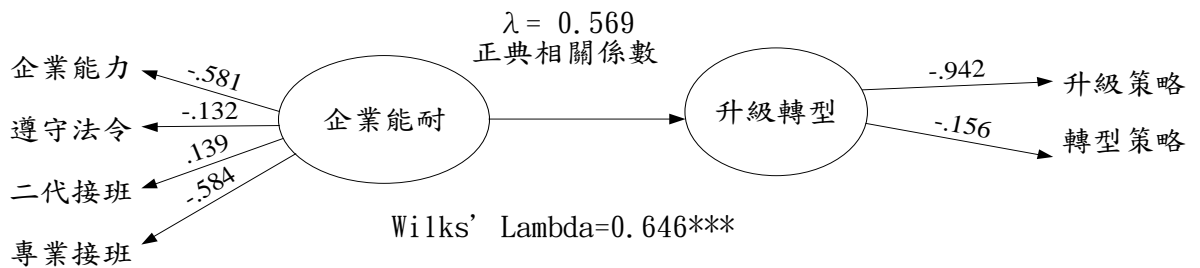 λ= 0.569
正典相關係數
企業能力
遵守法令
二代接班
專業接班
-.581
-.132
.139
-.584
企業能耐
升級轉型
-.942
-.156
升級策略
轉型策略
Wilks' Lambda=0.646***